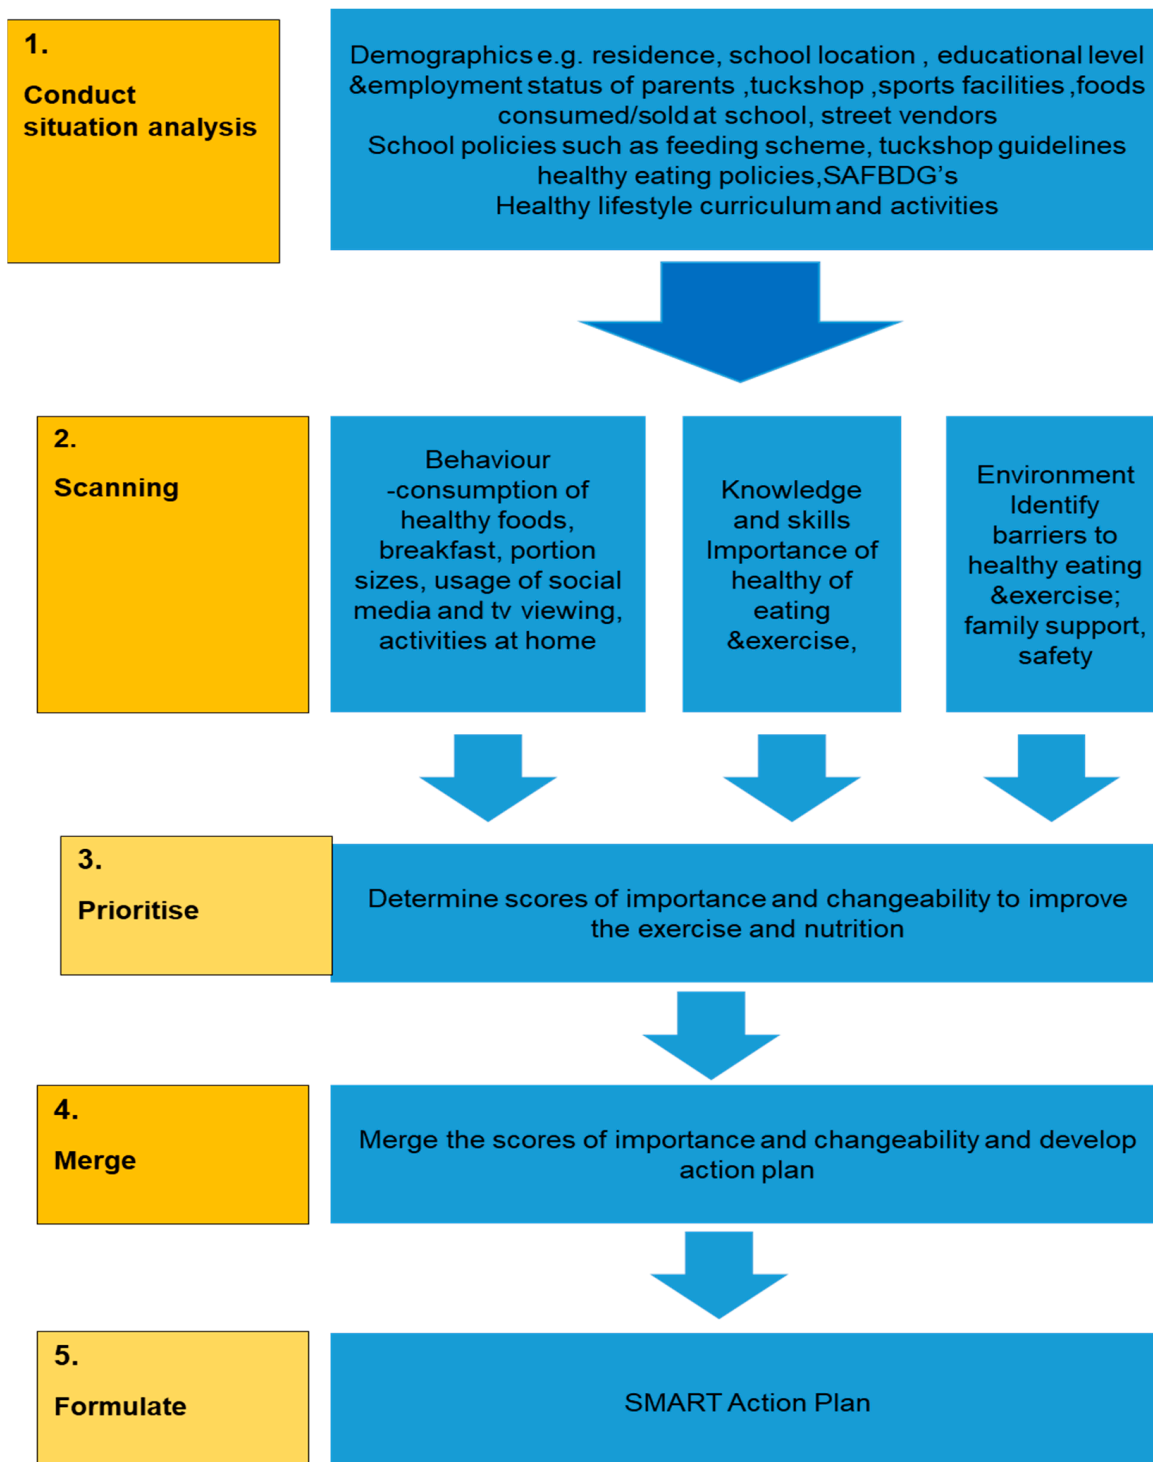 1.
Conduct
situation analysis
Demographics e.g. residence, school location , educational level
&employment status of parents ,tuckshop ,sports facilities ,foods
consumed/sold at school, street vendors
School policies such as feeding scheme, tuckshop guidelines
healthy eating policies,SAFBDG's
Healthy lifestyle curriculum and activities
2.
Scanning
Behaviour
-consumption of
healthy foods,
breakfast, portion
sizes, usage of social
media and tv viewing,
activities at home
Knowledge
and skills
Importance of
healthy of
eating
&exercise,
Environment
Identify
barriers to
healthy eating
&exercise;
family support,
safety
3.
Prioritise
Determine scores of importance and changeability to improve
the exercise and nutrition
4.
Merge
Merge the scores of importance and changeability and develop
action plan
5.
Formulate
SMART Action Plan